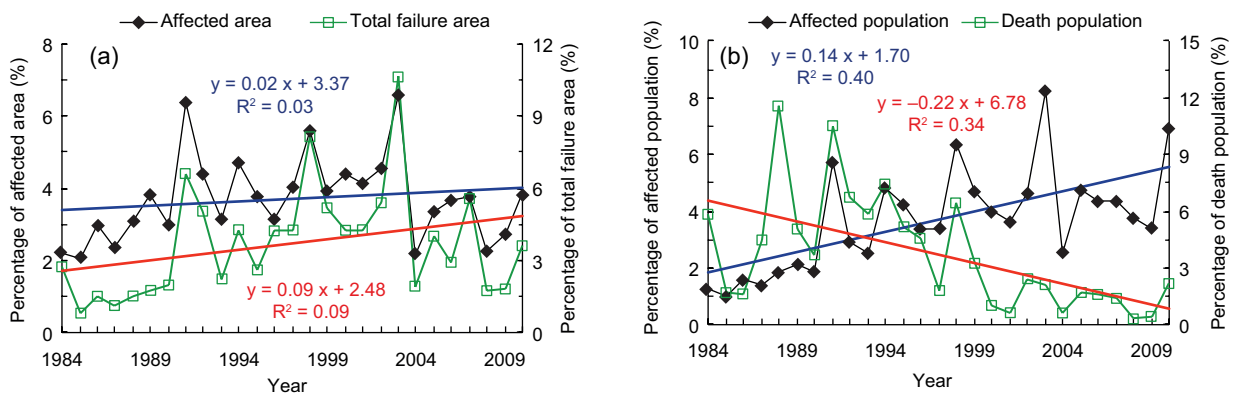 Affected area Total failure area
(a)
Percentage of affected area (%)
8
6
4
2
0
Percentage of total failure area (%)
12
9
6
3
0
y = 0.02 x + 3.37
R² = 0.03
y = 0.09 x + 2.48
R² = 0.09
1984 1989 1994 1999 2004 2009
Year
Affected population Death population
(b)
Percentage of affected population (%)
10
8
6
4
2
0
Percentage of death population (%)
15
12
9
6
3
0
y = 0.14 x + 1.70
R² = 0.40
y = –0.22 x + 6.78
R² = 0.34
1984 1989 1994 1999 2004 2009
Year